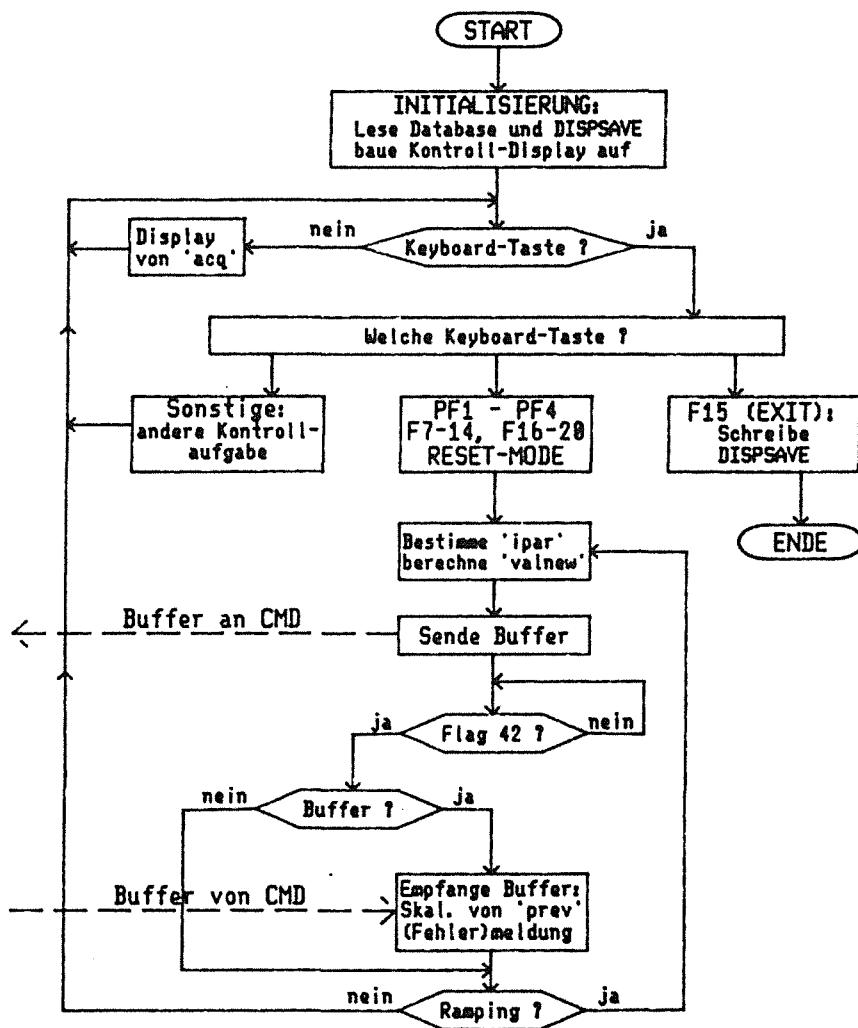 START
INITIALISIERUNG:
Lese Database und DISPSAVE
baue Kontroll-Display auf
nein
ja
Display
von 'acq'
Keyboard-Taste ?
Welche Keyboard-Taste ?
Sonstige:
andere Kontroll-
aufgabe
PF1 - PF4
F7-14, F16-20
RESET-MODE
F15 (EXIT):
Schreibe
DISPSAVE
Bestimme 'ipar'
berechne 'valnew'
ENDE
Buffer an CMD
Sende Buffer
ja
Flag 42 ?
nein
nein
Buffer ?
ja
Buffer von CMD
Empfange Buffer:
Skal. von 'prev'
(Fehler)meldung
nein
Ramping ?
ja